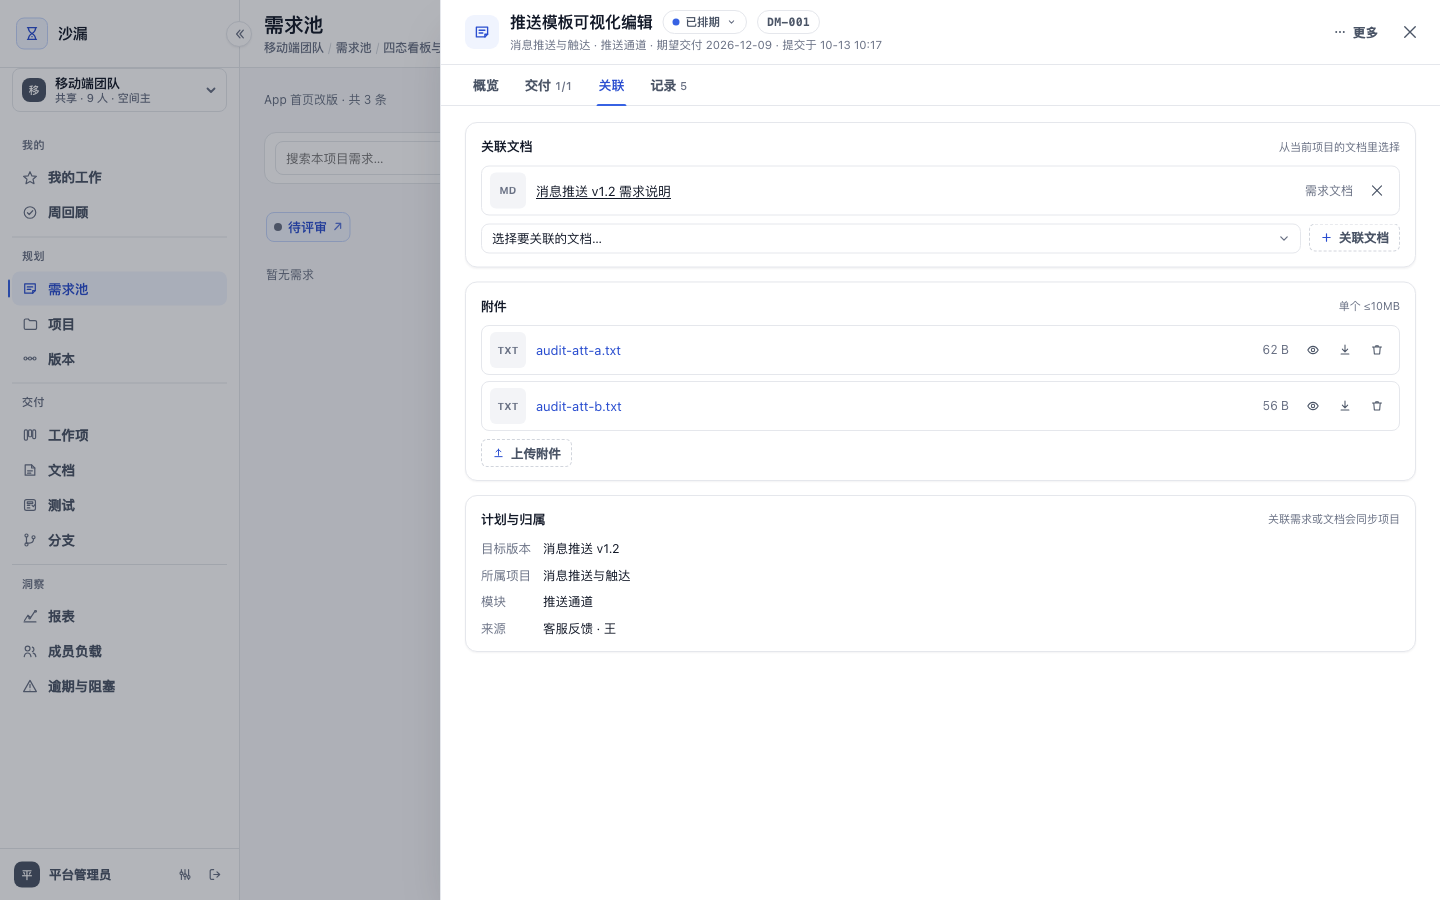 沙漏
移
移动端团队
共享 · 9 人 · 空间主
我的
我的工作
周回顾
规划
需求池
项目
版本
交付
工作项
文档
测试
分支
洞察
报表
成员负载
逾期与阻塞
平
平台管理员
需求池
移动端团队 / 需求池 / 四态看板与
App 首页改版 · 共 3 条
搜索本项目需求...
待评审
暂无需求
推送模板可视化编辑 已排期 DM-001
消息推送与触达 · 推送通道 · 期望交付 2026-12-09 · 提交于 10-13 10:17
··· 更多
概览 交付 1/1 关联 记录 5
关联文档 从当前项目的文档里选择
MD 消息推送 v1.2 需求说明 需求文档
选择要关联的文档... + 关联文档
附件 单个 ≤10MB
TXT audit-att-a.txt 62 B
TXT audit-att-b.txt 56 B
上传附件
计划与归属 关联需求或文档会同步项目
目标版本 消息推送 v1.2
所属项目 消息推送与触达
模块 推送通道
来源 客服反馈 · 王